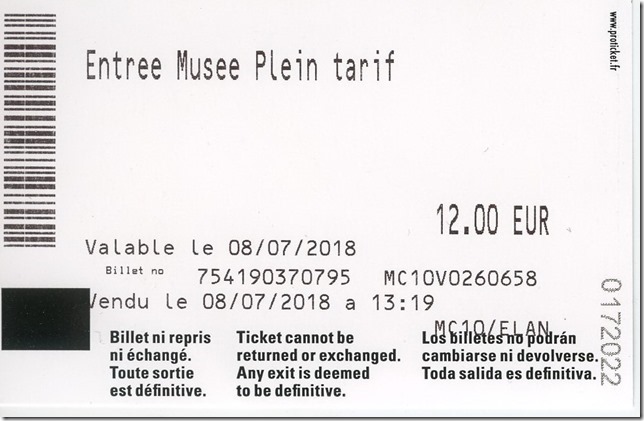 www.proticket.fr
Entree Musee Plein tarif
12.00 EUR
Valable le 08/07/2018
Billet no 754190370795 MC10V0260658
Vendu le 08/07/2018 a 13:19
MC10/ELAN
0172022
Billet ni repris
ni échangé.
Toute sortie
est définitive.
Ticket cannot be
returned or exchanged.
Any exit is deemed
to be definitive.
Los billetes no podrán
cambiarse ni devolverse.
Toda salida es definitiva.